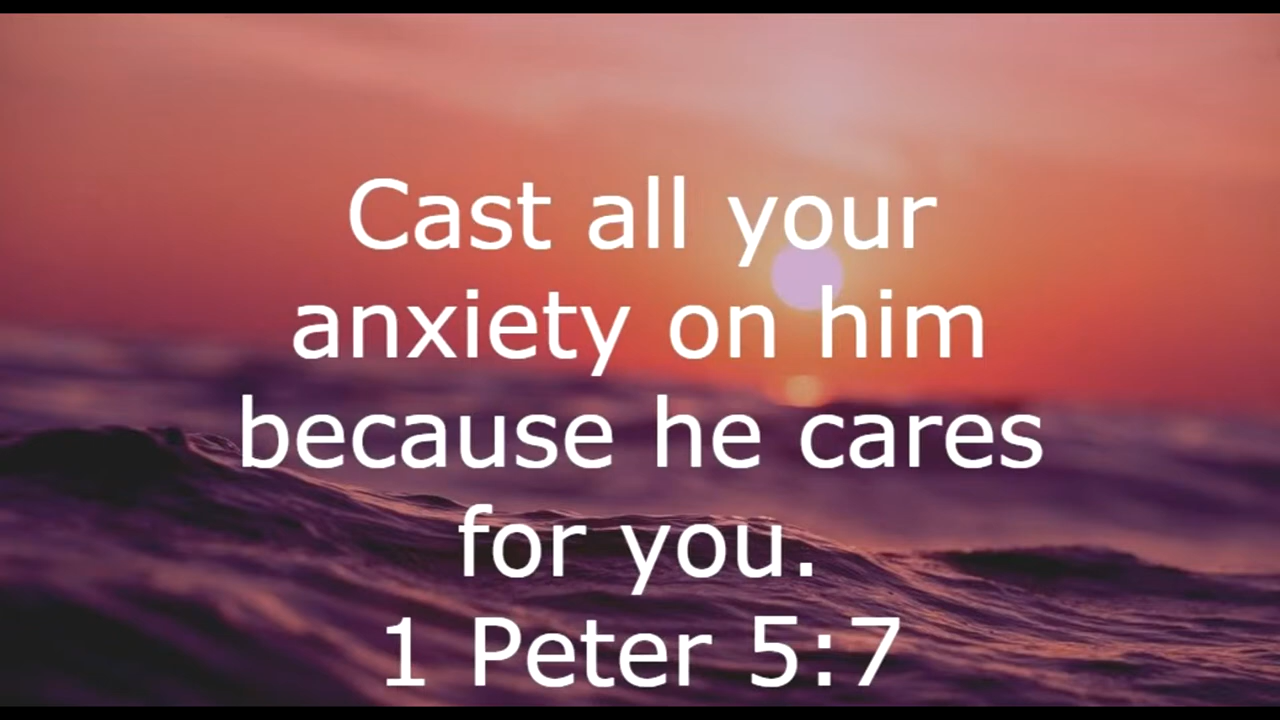 Cast all your
anxiety on him
because he cares
for you.
1 Peter 5:7